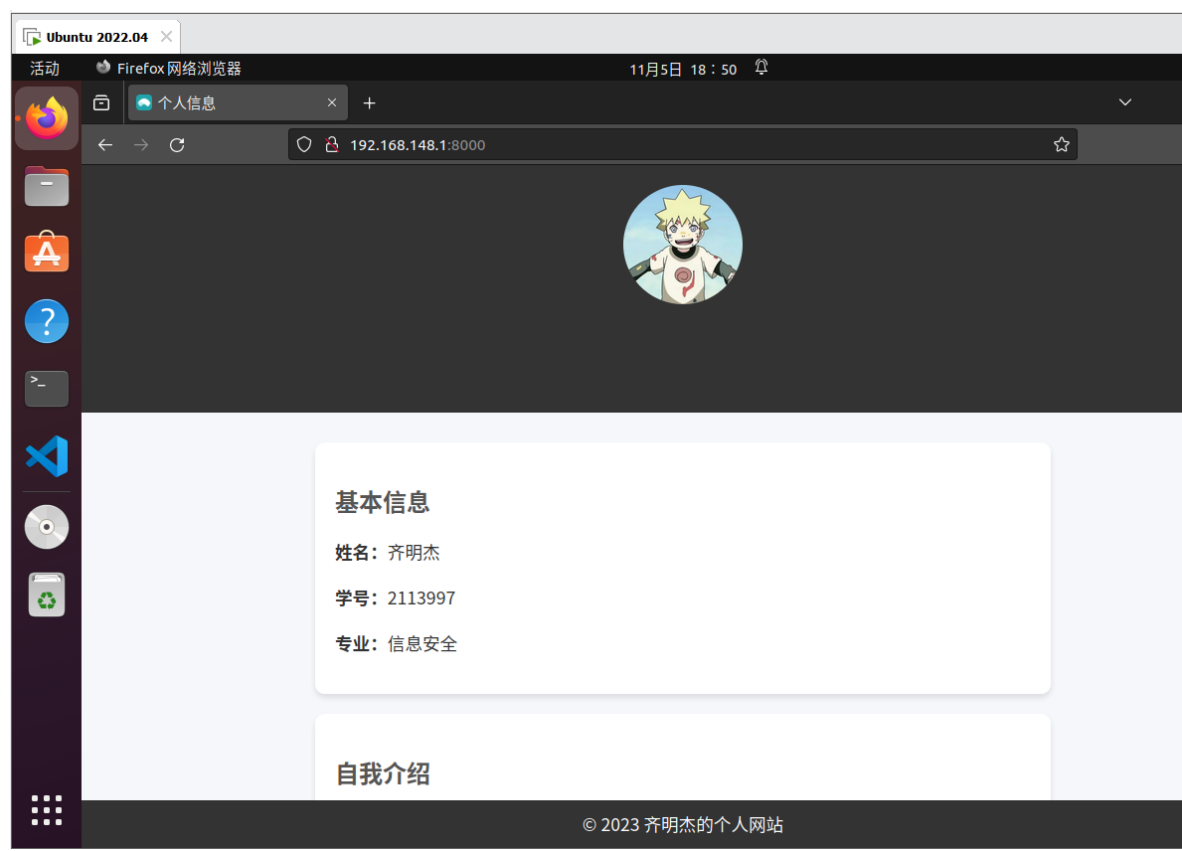 Ubuntu 2022.04
活动 Firefox 网络浏览器 11月5日 18：50
个人信息
192.168.148.1:8000
基本信息
姓名：齐明杰
学号：2113997
专业：信息安全
自我介绍
© 2023 齐明杰的个人网站